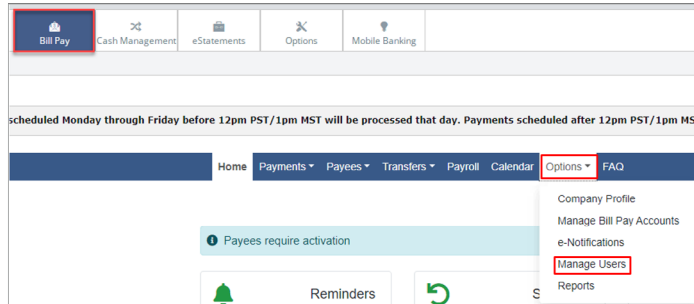 Bill Pay Cash Management eStatements Options Mobile Banking
scheduled Monday through Friday before 12pm PST/1pm MST will be processed that day. Payments scheduled after 12pm PST/1pm MS
Home Payments Payees Transfers Payroll Calendar Options FAQ
Company Profile
Manage Bill Pay Accounts
Payees require activation
e-Notifications
Manage Users
Reports
Reminders
S